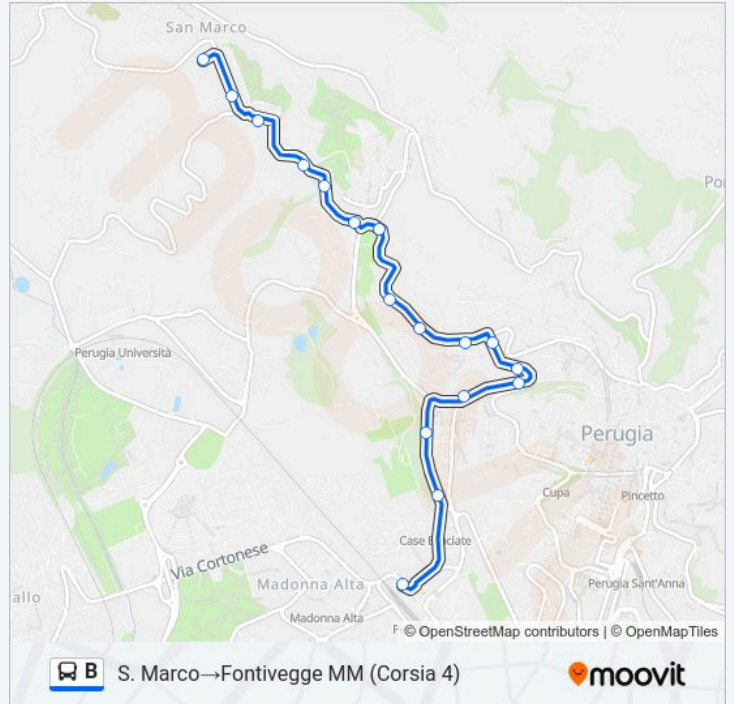 San Marco
Po
Perugia Università
Perugia
Cupa
Pincetto
Case Bruciate
Via Cortonese
Perugia Sant'Anna
Madonna Alta
allo
Madonna Alta
© OpenStreetMap contributors | © OpenMapTiles
B S. Marco→Fontivegge MM (Corsia 4)
moovit